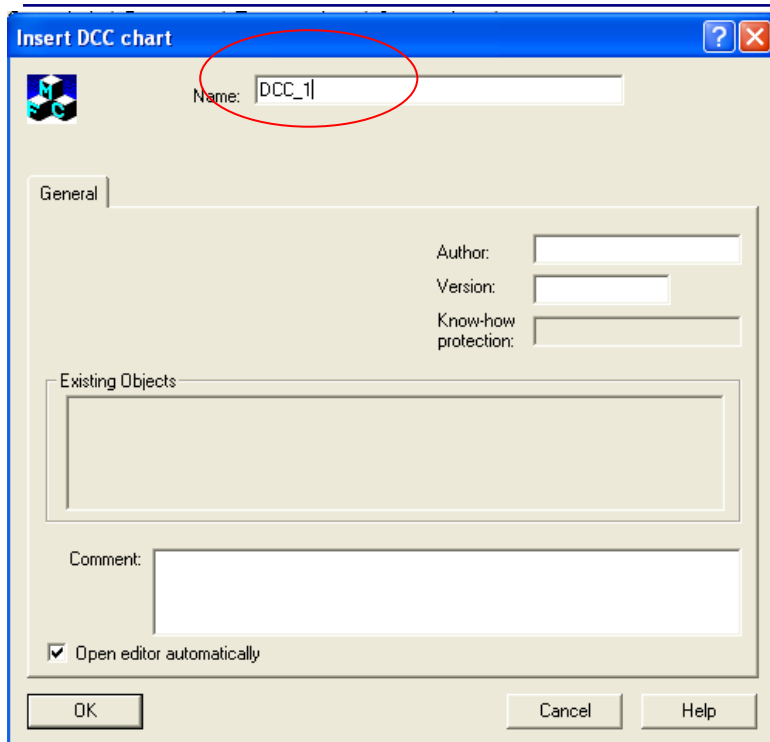 Insert DCC chart
M
F C
Name: DCC_1
General
Author:
Version:
Know-how
protection:
Existing Objects
Comment:
Open editor automatically
OK Cancel Help